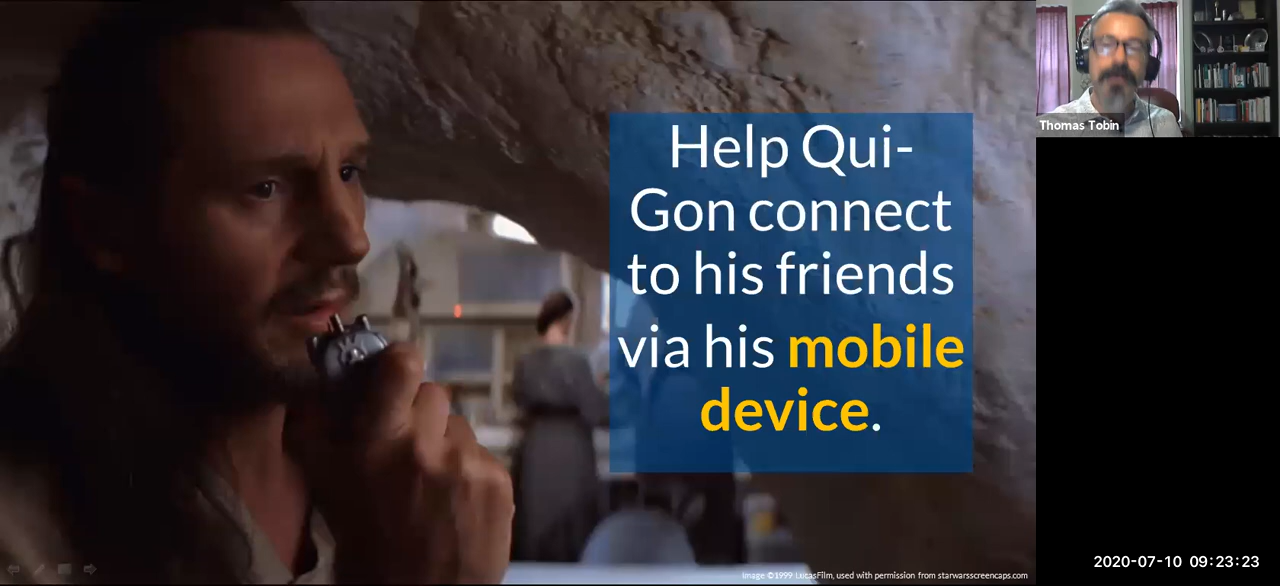 Help Qui-
Gon connect
to his friends
via his mobile
device.
Thomas Tobin
Image ©1999 LucasFilm, used with permission from starwarsscreencaps.com
2020-07-10 09:23:23